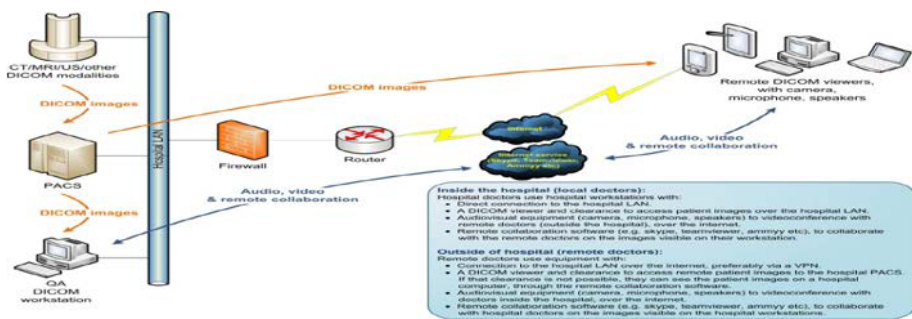 CT/MRI/US/other
DICOM modalities
DICOM images
PACS
DICOM images
QA
DICOM
workstation
Hospital LAN
Firewall
Router
DICOM images
Internet
Internet service
(Skype, Teamviewer,
Ammyy etc)
Audio, video
& remote collaboration
Audio, video
& remote collaboration
Remote DICOM viewers,
with camera,
microphone, speakers
Inside the hospital (local doctors):
Hospital doctors use hospital workstations with:
• Direct connection to the hospital LAN.
• A DICOM viewer and clearance to access patient images over the hospital LAN.
• Audiovisual equipment (camera, microphone, speakers) to videoconference with
remote doctors (outside the hospital), over the internet.
• Remote collaboration software (e.g. skype, teamviewer, ammyy etc), to collaborate
with the remote doctors on the images visible on their workstation.
Outside of hospital (remote doctors):
Remote doctors use equipment with:
• Connection to the hospital LAN over the internet, preferably via a VPN.
• A DICOM viewer and clearance to access remote patient images to the hospital PACS.
If that clearance is not possible, they can see the patient images on a hospital
computer, through the remote collaboration software.
• Audiovisual equipment (camera, microphone, speakers) to videoconference with
doctors inside the hospital, over the internet.
• Remote collaboration software (e.g. skype, teamviewer, ammyy etc), to collaborate
with hospital doctors on the images visible on the hospital workstations.